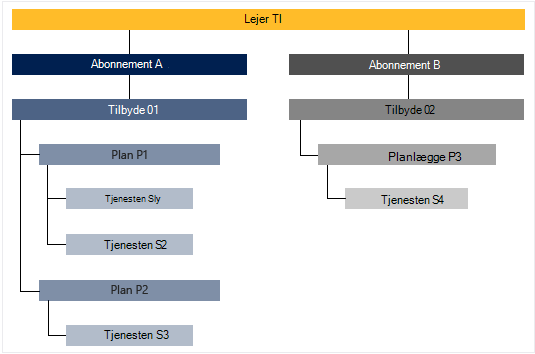 Lejer TI
Abonnement A
Abonnement B
Tilbyde 01
Tilbyde 02
Plan P1
Planlægge P3
Tjenesten Sly
Tjenesten S4
Tjenesten S2
Plan P2
Tjenesten S3